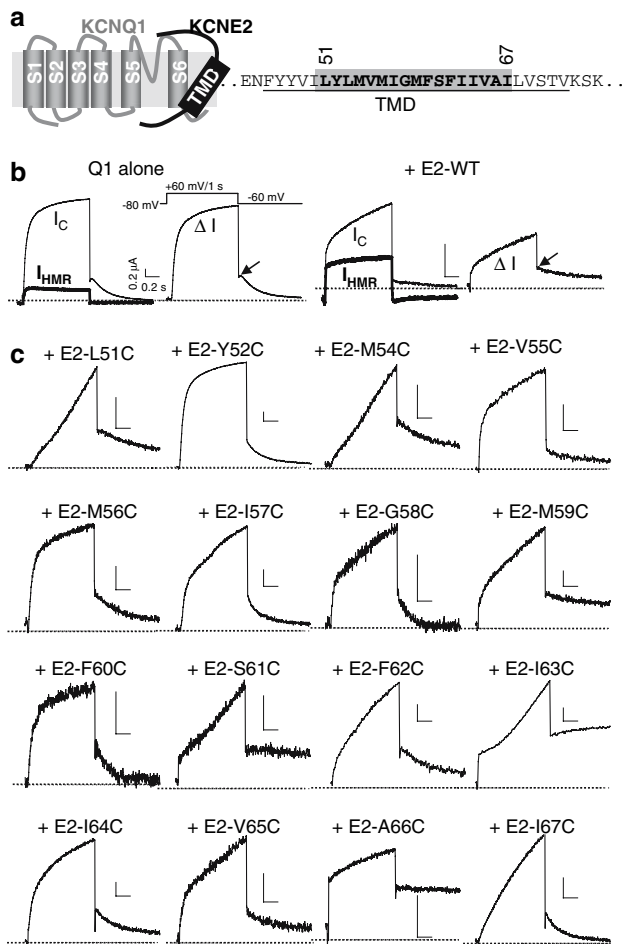 a
KCNQ1 KCNE2
S1 S2 S3 S4 S5 S6 TMD
51 67
..ENFYYVILYLMVMIGMFSFIIVAILVSTVKSK..
TMD
b
Q1 alone
+ E2-WT
+60 mV/1 s
-80 mV -60 mV
IC
IHMR
0.2 µA
0.2 s
Δ I
IC
IHMR
Δ I
c
+ E2-L51C + E2-Y52C + E2-M54C + E2-V55C
+ E2-M56C + E2-I57C + E2-G58C + E2-M59C
+ E2-F60C + E2-S61C + E2-F62C + E2-I63C
+ E2-I64C + E2-V65C + E2-A66C + E2-I67C